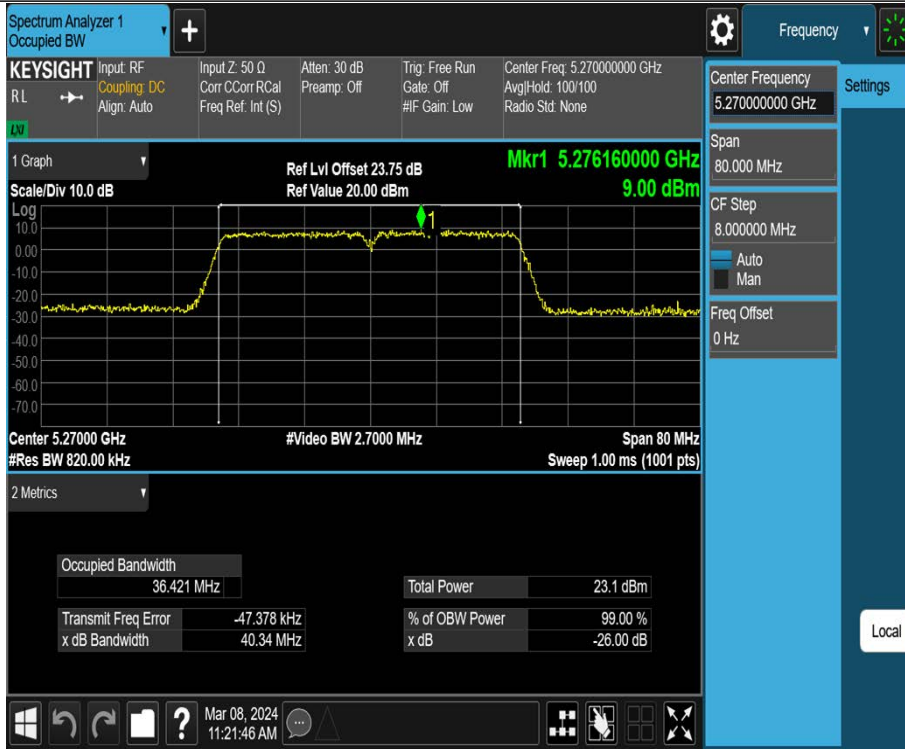 Spectrum Analyzer 1
Occupied BW
+
Frequency
KEYSIGHT
Input: RF
Coupling: DC
Align: Auto
Input Z: 50 Ω
Corr CCorr RCal
Freq Ref: Int (S)
Atten: 30 dB
Preamp: Off
Trig: Free Run
Gate: Off
#IF Gain: Low
Center Freq: 5.270000000 GHz
Avg|Hold: 100/100
Radio Std: None
R L
LXI
Center Frequency
5.270000000 GHz
Settings
Span
80.000 MHz
CF Step
8.000000 MHz
Auto
Man
Freq Offset
0 Hz
1 Graph
Scale/Div 10.0 dB
Ref Lvl Offset 23.75 dB
Ref Value 20.00 dBm
Mkr1 5.276160000 GHz
9.00 dBm
Log
1
10.0
0.00
-10.0
-20.0
-30.0
-40.0
-50.0
-60.0
-70.0
Center 5.27000 GHz
#Video BW 2.7000 MHz
Span 80 MHz
#Res BW 820.00 kHz
Sweep 1.00 ms (1001 pts)
2 Metrics
Occupied Bandwidth
36.421 MHz
Total Power 23.1 dBm
Transmit Freq Error -47.378 kHz
% of OBW Power 99.00 %
x dB Bandwidth 40.34 MHz
x dB -26.00 dB
Local
?
Mar 08, 2024
11:21:46 AM